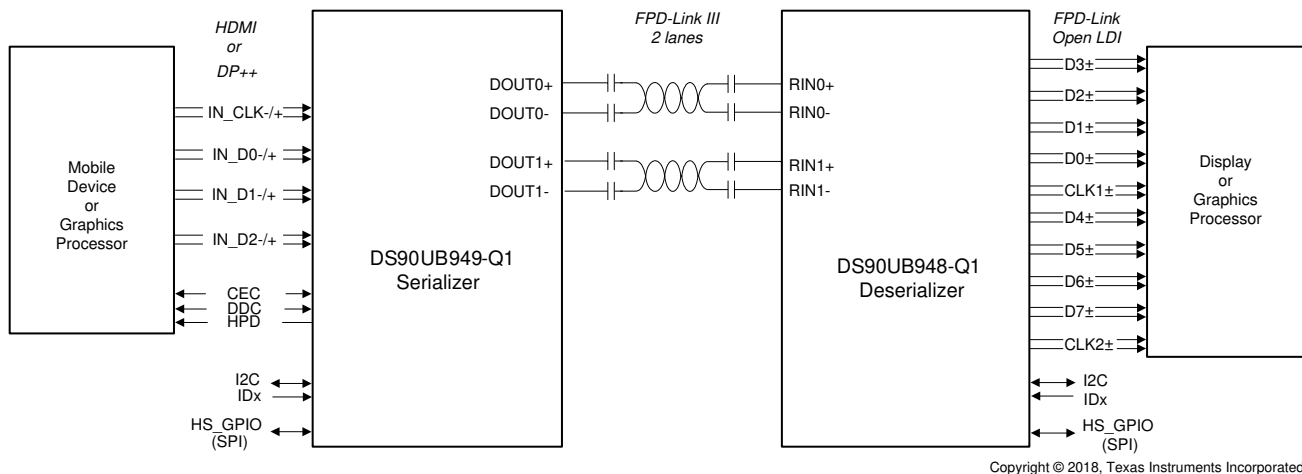 HDMI
or
DP++
FPD-Link III
2 lanes
FPD-Link
Open LDI
Mobile
Device
or
Graphics
Processor
IN_CLK-/+
IN_D0-/+
IN_D1-/+
IN_D2-/+
CEC
DDC
HPD
I2C
IDx
HS_GPIO
(SPI)
DOUT0+
DOUT0-
DOUT1+
DOUT1-
DS90UB949-Q1
Serializer
RIN0+
RIN0-
RIN1+
RIN1-
DS90UB948-Q1
Deserializer
D3±
D2±
D1±
D0±
CLK1±
D4±
D5±
D6±
D7±
CLK2±
I2C
IDx
HS_GPIO
(SPI)
Display
or
Graphics
Processor
Copyright © 2018, Texas Instruments Incorporated